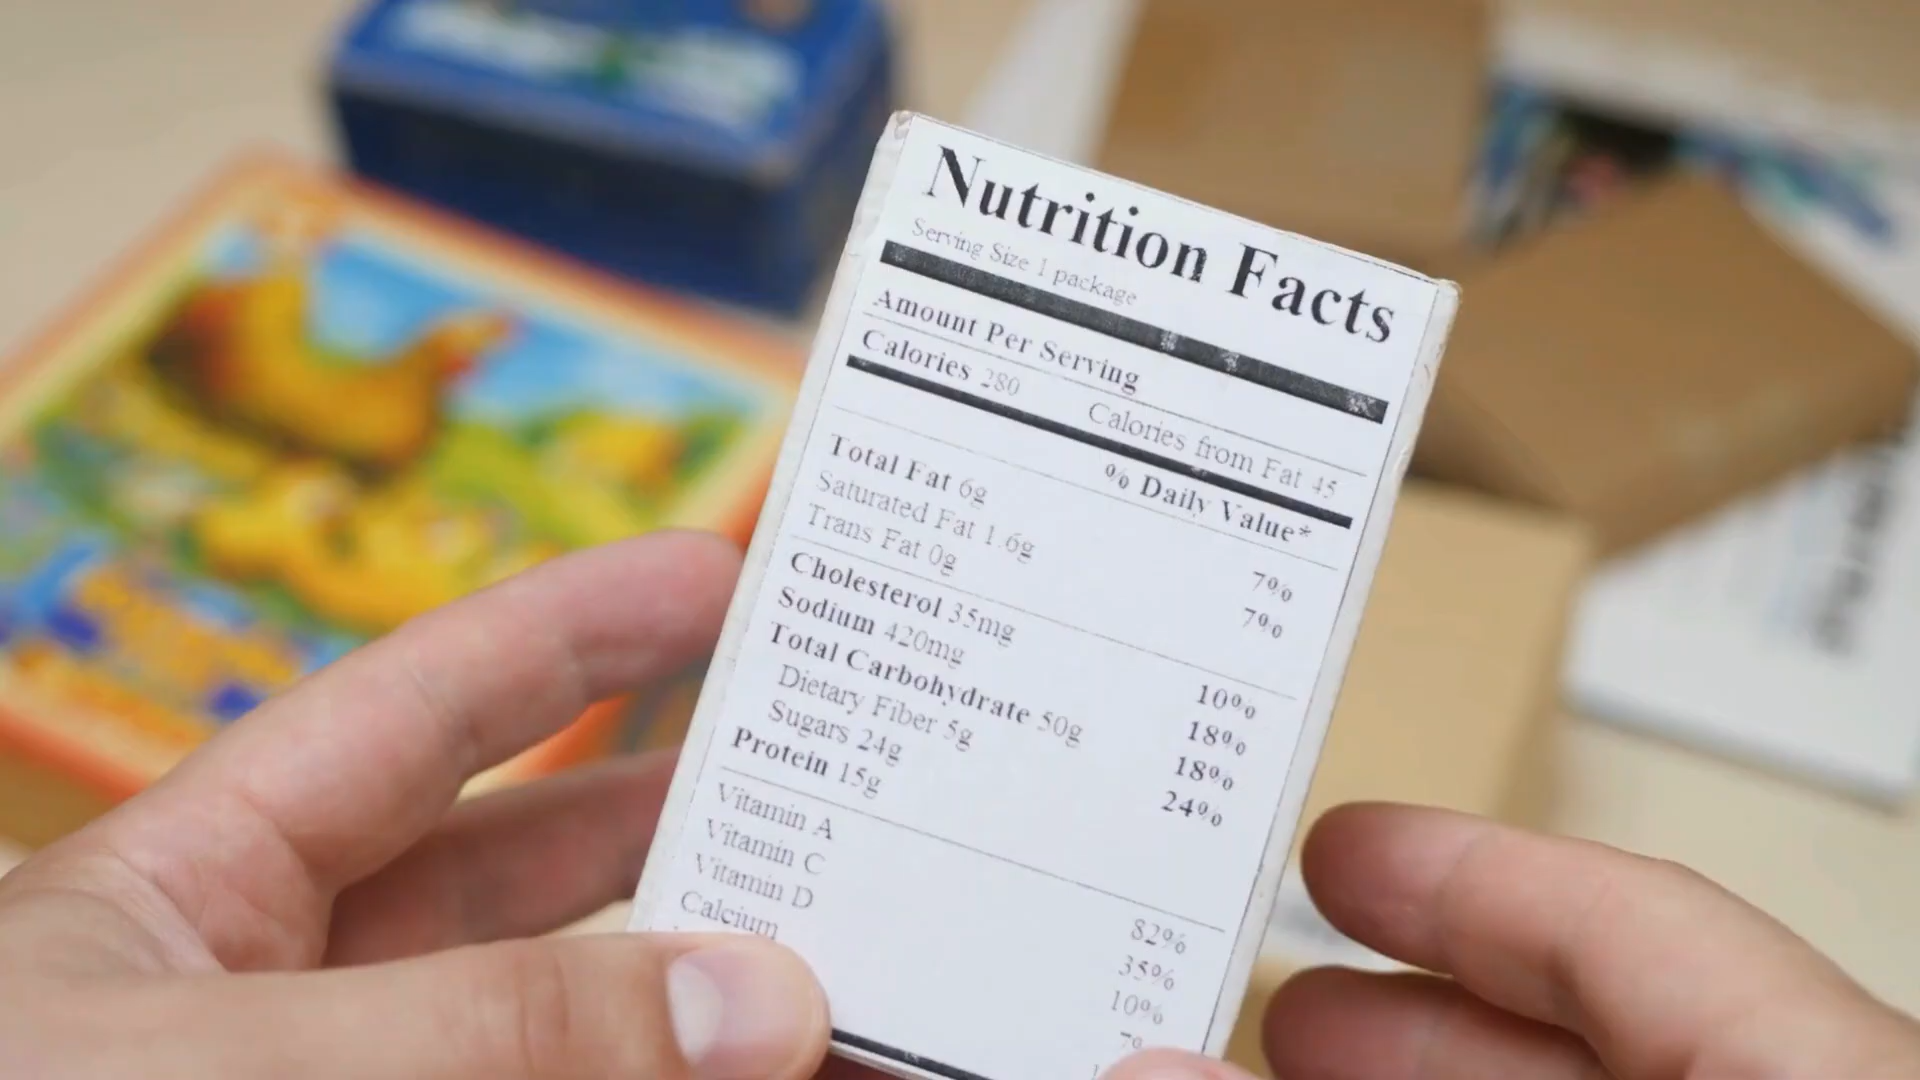 Nutrition Facts
Serving Size 1 package
Amount Per Serving
Calories 280 Calories from Fat 45
% Daily Value*
Total Fat 6g 7%
Saturated Fat 1.6g 7%
Trans Fat 0g
Cholesterol 35mg 10%
Sodium 420mg 18%
Total Carbohydrate 50g 18%
Dietary Fiber 5g 24%
Sugars 24g
Protein 15g
Vitamin A 82%
Vitamin C 35%
Vitamin D 10%
Calcium